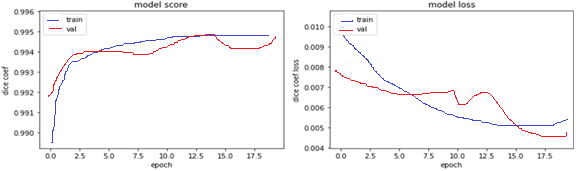 model score
train
val
0.996
0.995
0.994
0.993
0.992
0.991
0.990
dice coef
0.0 2.5 5.0 7.5 10.0 12.5 15.0 17.5
epoch
model loss
train
val
0.010
0.009
0.008
0.007
0.006
0.005
0.004
dice coef loss
0.0 2.5 5.0 7.5 10.0 12.5 15.0 17.5
epoch